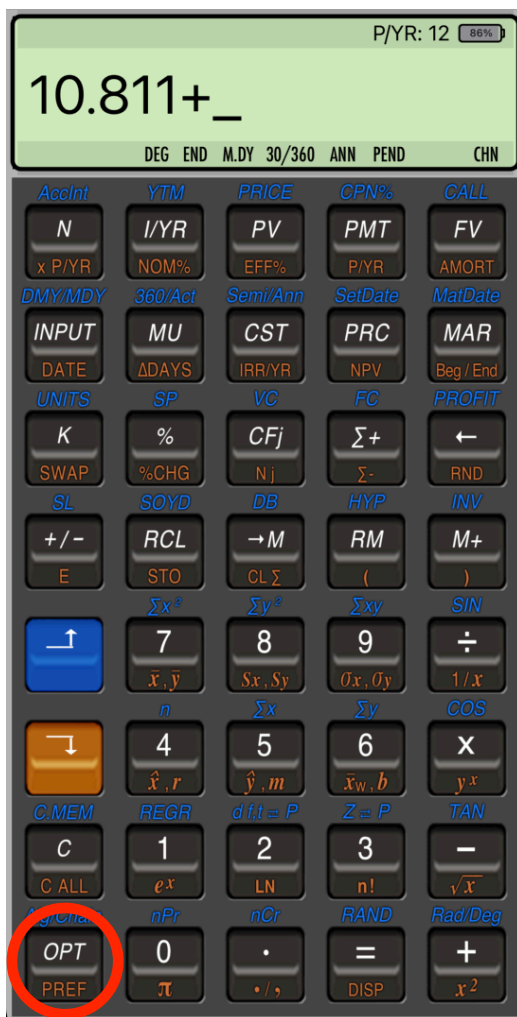 P/YR: 12 86%
10.811+_
DEG END M.DY 30/360 ANN PEND CHN
AccInt YTM PRICE CPN% CALL
N I/YR PV PMT FV
x P/YR NOM% EFF% P/YR AMORT
DMY/MDY 360/Act Semi/Ann SetDate MatDate
INPUT MU CST PRC MAR
DATE ΔDAYS IRR/YR NPV Beg / End
UNITS SP VC FC PROFIT
K % CFj Σ+ ←
SWAP %CHG N j Σ- RND
SL SOYD DB HYP INV
+/- RCL →M RM M+
E STO CL Σ ( )
Σx² Σy² Σxy SIN
7 8 9 ÷
x̄,ȳ Sx,Sy σx,σy 1/x
n Σx Σy COS
4 5 6 x
x̂,r ŷ,m x̄w,b yˣ
C.MEM REGR df,t⇄P Z⇄P TAN
C 1 2 3 −
C ALL eˣ LN n! √x
Alg/Chain nPr nCr RAND Rad/Deg
OPT 0 · = +
PREF π •/, DISP x²